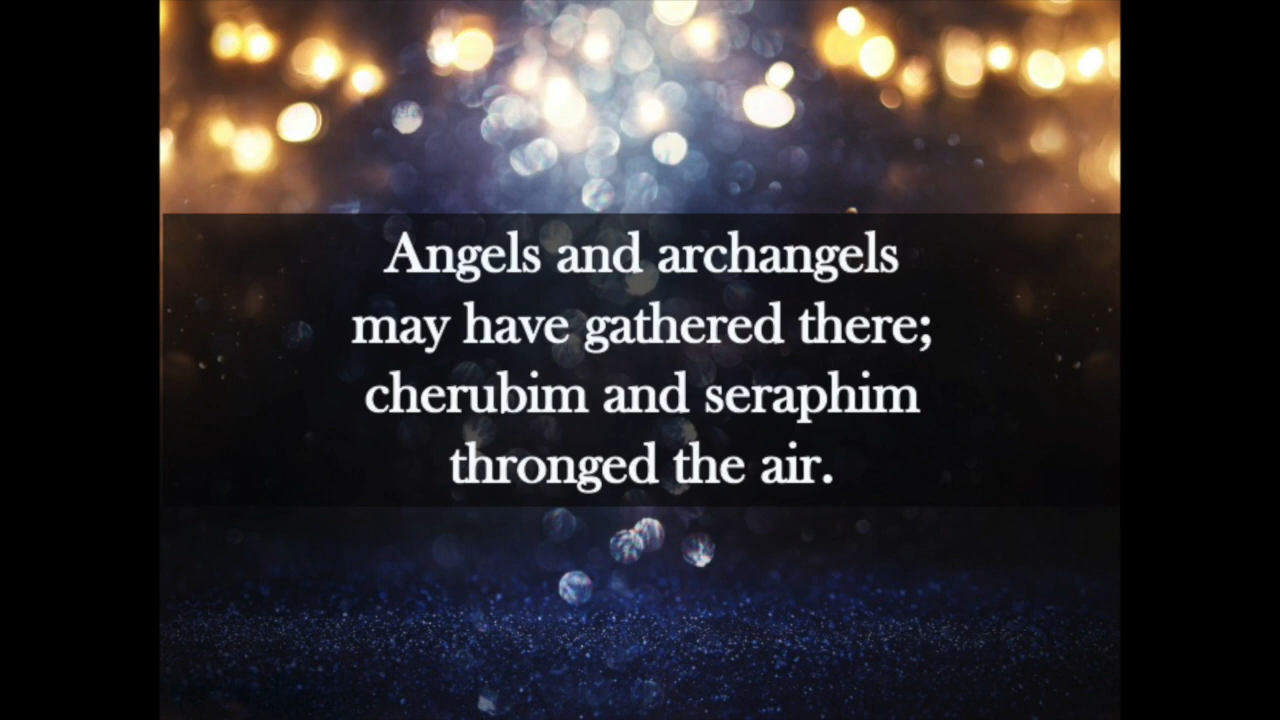 Angels and archangels
may have gathered there;
cherubim and seraphim
thronged the air.